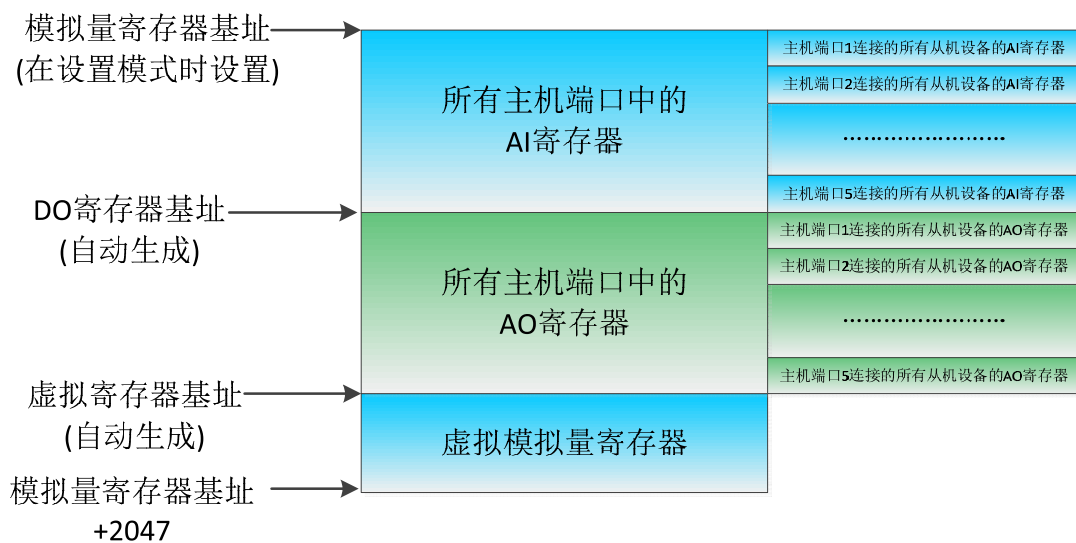 模拟量寄存器基址
(在设置模式时设置)
所有主机端口中的
AI寄存器
主机端口1连接的所有从机设备的AI寄存器
主机端口2连接的所有从机设备的AI寄存器
........................
主机端口5连接的所有从机设备的AI寄存器
DO寄存器基址
(自动生成)
所有主机端口中的
AO寄存器
主机端口1连接的所有从机设备的AO寄存器
主机端口2连接的所有从机设备的AO寄存器
........................
主机端口5连接的所有从机设备的AO寄存器
虚拟寄存器基址
(自动生成)
虚拟模拟量寄存器
模拟量寄存器基址
+2047